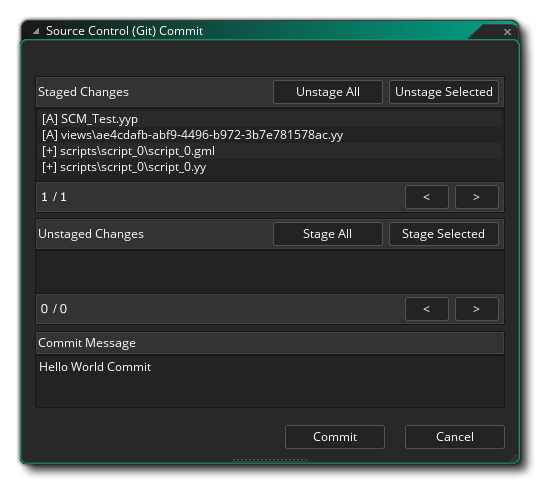 Source Control (Git) Commit
Staged Changes Unstage All Unstage Selected
[A] SCM_Test.yyp
[A] views\ae4cdafb-abf9-4496-b972-3b7e781578ac.yy
[+] scripts\script_0\script_0.gml
[+] scripts\script_0\script_0.yy
1 / 1 < >
Unstaged Changes Stage All Stage Selected
0 / 0 < >
Commit Message
Hello World Commit
Commit Cancel